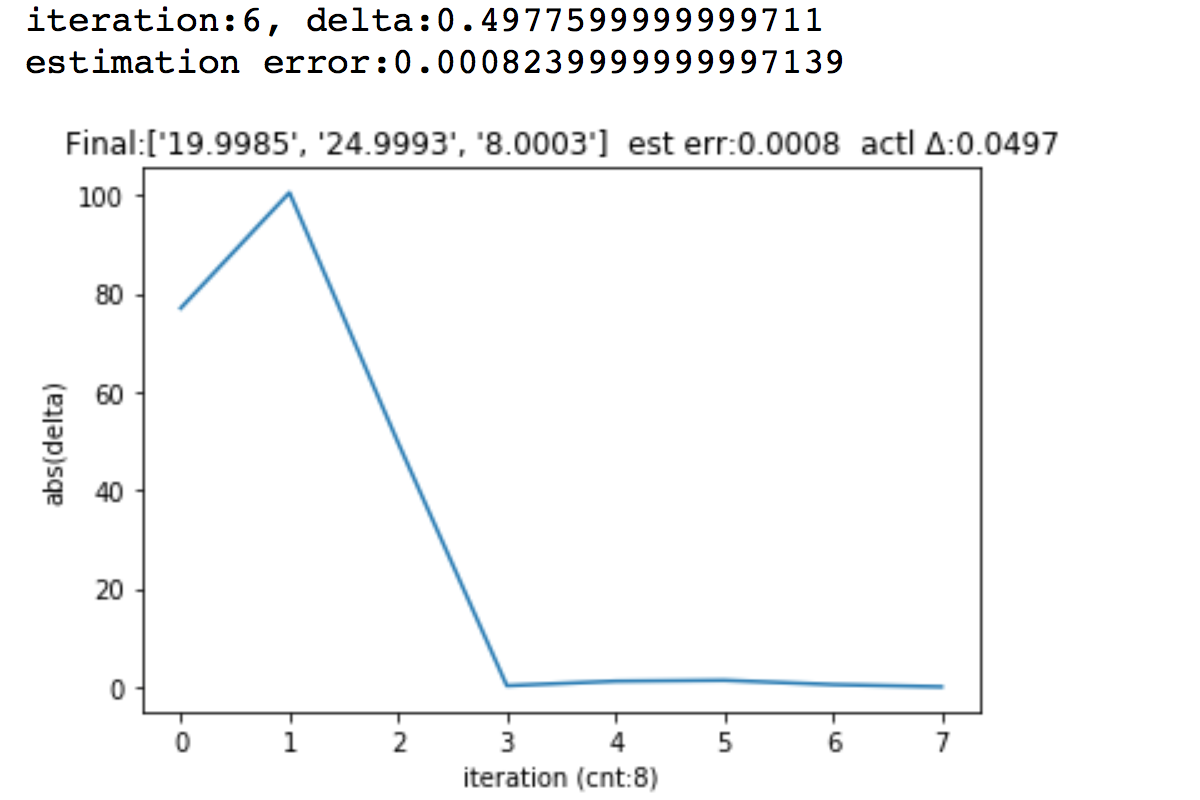 iteration:6, delta:0.4977599999999711
estimation error:0.0008239999999997139
Final:['19.9985', '24.9993', '8.0003']  est err:0.0008  actl Δ:0.0497
100
80
60
40
20
0
abs(delta)
0 1 2 3 4 5 6 7
iteration (cnt:8)